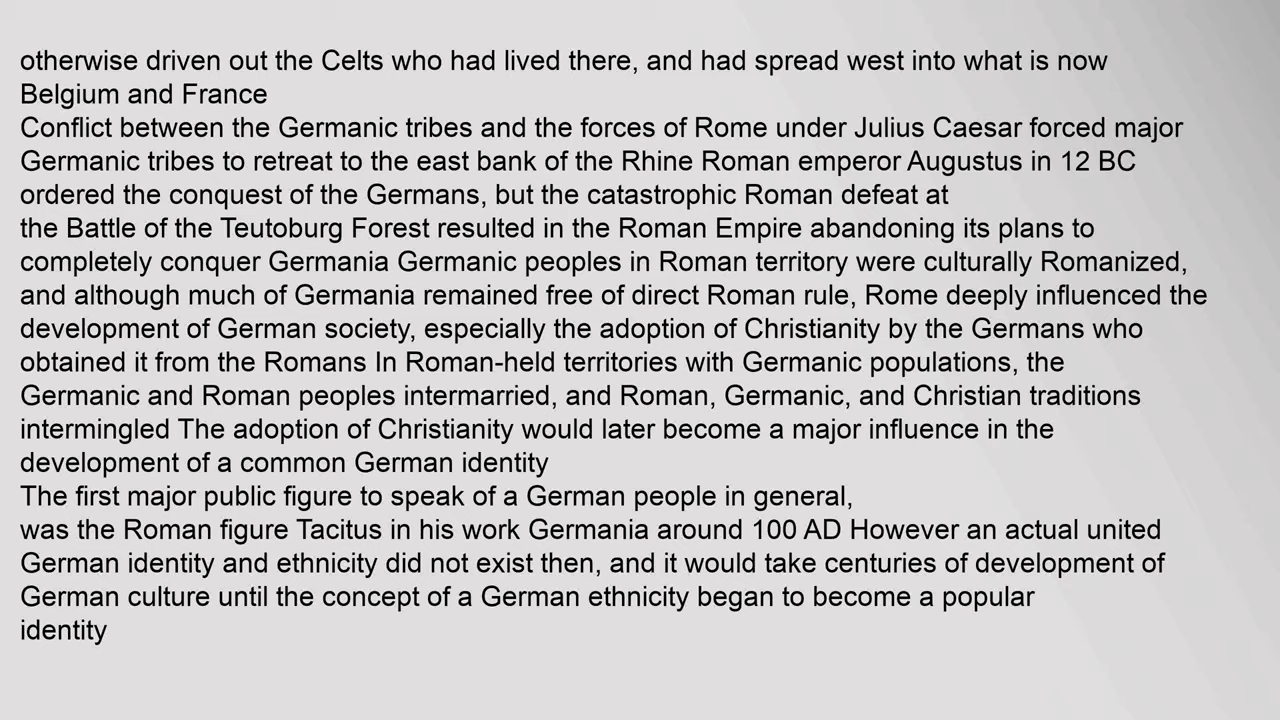 otherwise driven out the Celts who had lived there, and had spread west into what is now
Belgium and France
Conflict between the Germanic tribes and the forces of Rome under Julius Caesar forced major
Germanic tribes to retreat to the east bank of the Rhine Roman emperor Augustus in 12 BC
ordered the conquest of the Germans, but the catastrophic Roman defeat at
the Battle of the Teutoburg Forest resulted in the Roman Empire abandoning its plans to
completely conquer Germania Germanic peoples in Roman territory were culturally Romanized,
and although much of Germania remained free of direct Roman rule, Rome deeply influenced the
development of German society, especially the adoption of Christianity by the Germans who
obtained it from the Romans In Roman-held territories with Germanic populations, the
Germanic and Roman peoples intermarried, and Roman, Germanic, and Christian traditions
intermingled The adoption of Christianity would later become a major influence in the
development of a common German identity
The first major public figure to speak of a German people in general,
was the Roman figure Tacitus in his work Germania around 100 AD However an actual united
German identity and ethnicity did not exist then, and it would take centuries of development of
German culture until the concept of a German ethnicity began to become a popular
identity